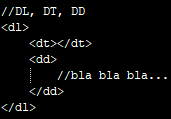 //DL, DT, DD
<dl>
    <dt></dt>
    <dd>
        //bla bla bla...
    </dd>
</dl>